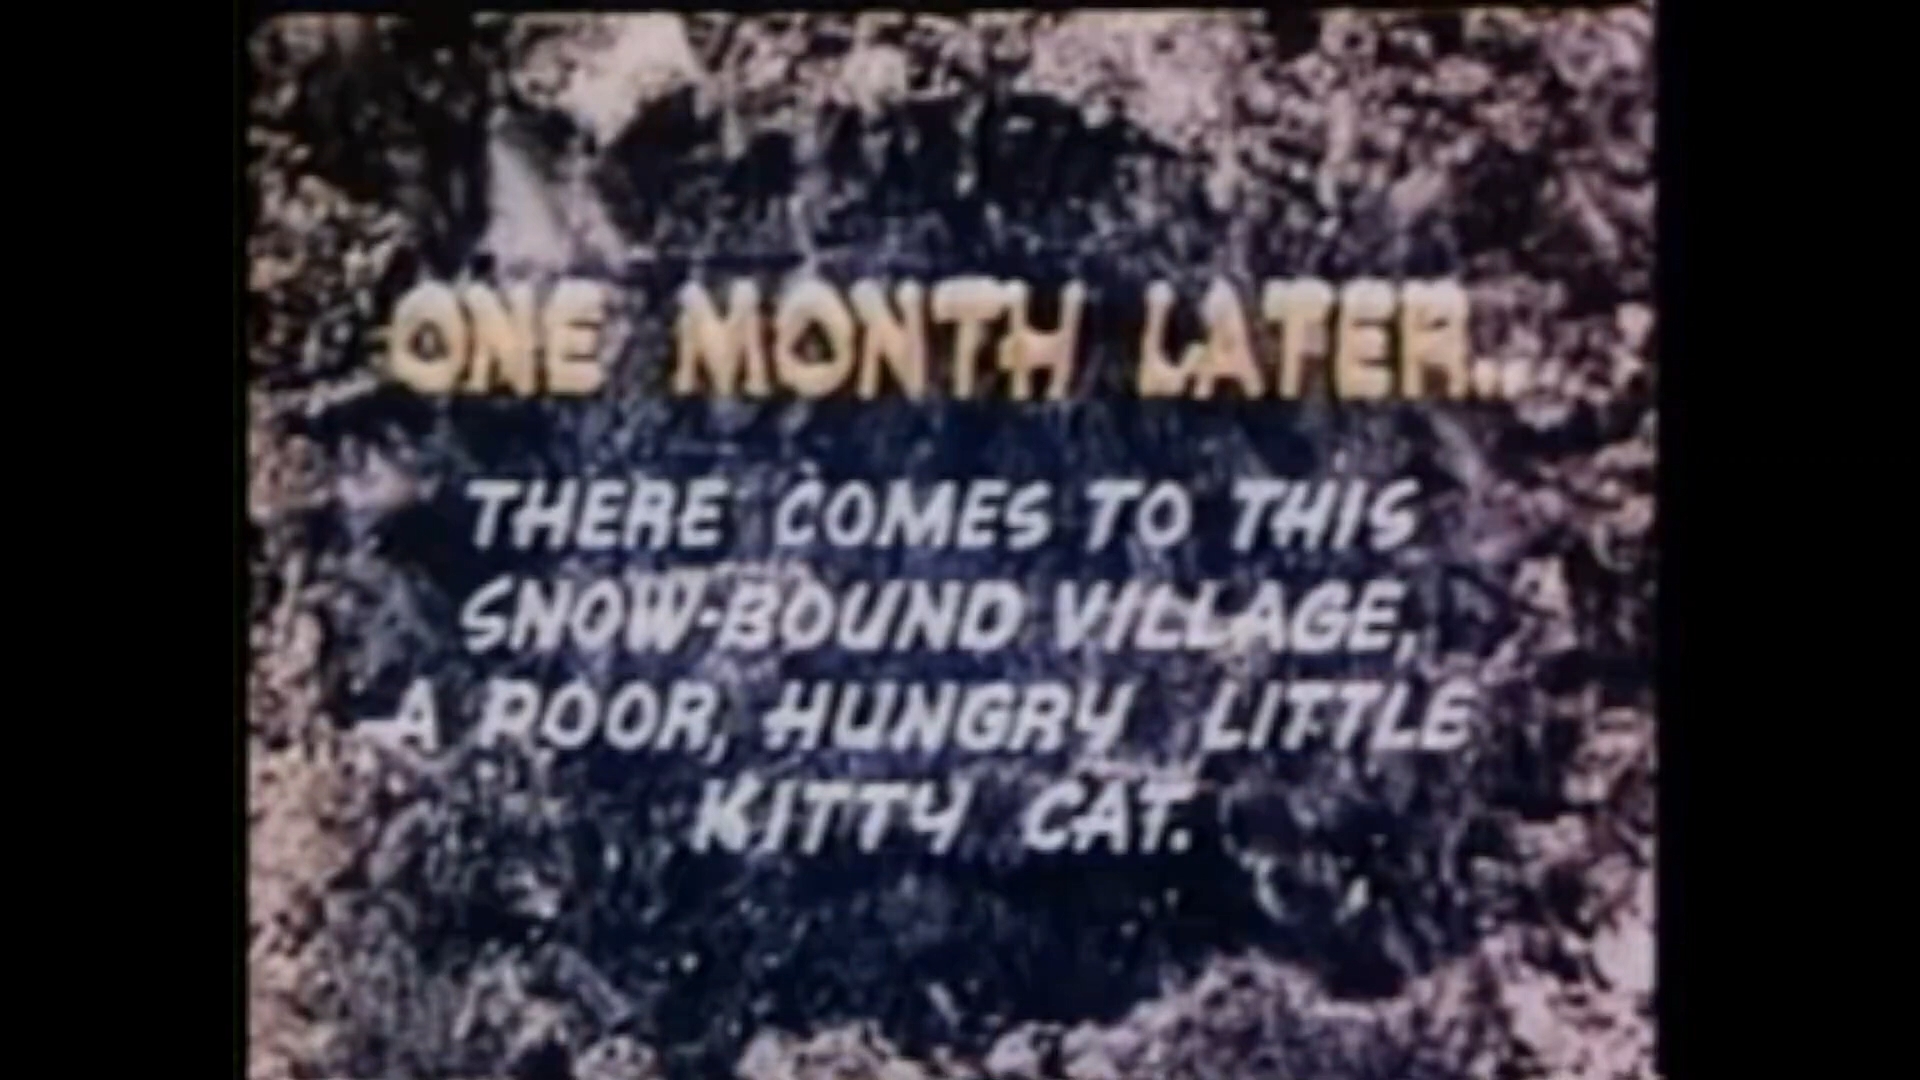 ONE MONTH LATER...
THERE COMES TO THIS
SNOW-BOUND VILLAGE,
A POOR, HUNGRY LITTLE
KITTY CAT.